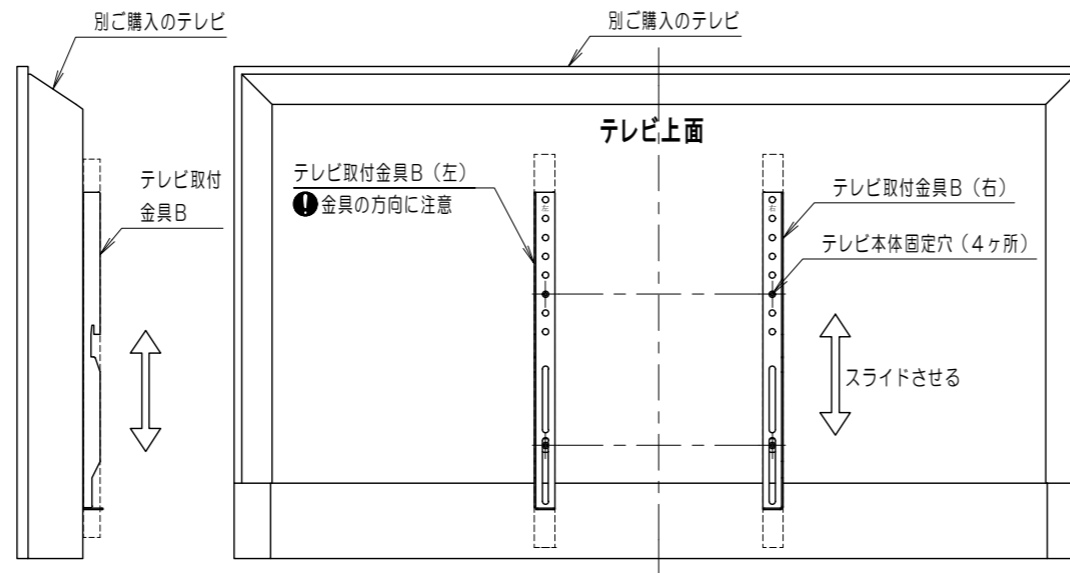 別ご購入のテレビ
別ご購入のテレビ
テレビ上面
テレビ取付
金具B
テレビ取付金具B（左）
金具の方向に注意
テレビ取付金具B（右）
テレビ本体固定穴（4ヶ所）
左
右
スライドさせる